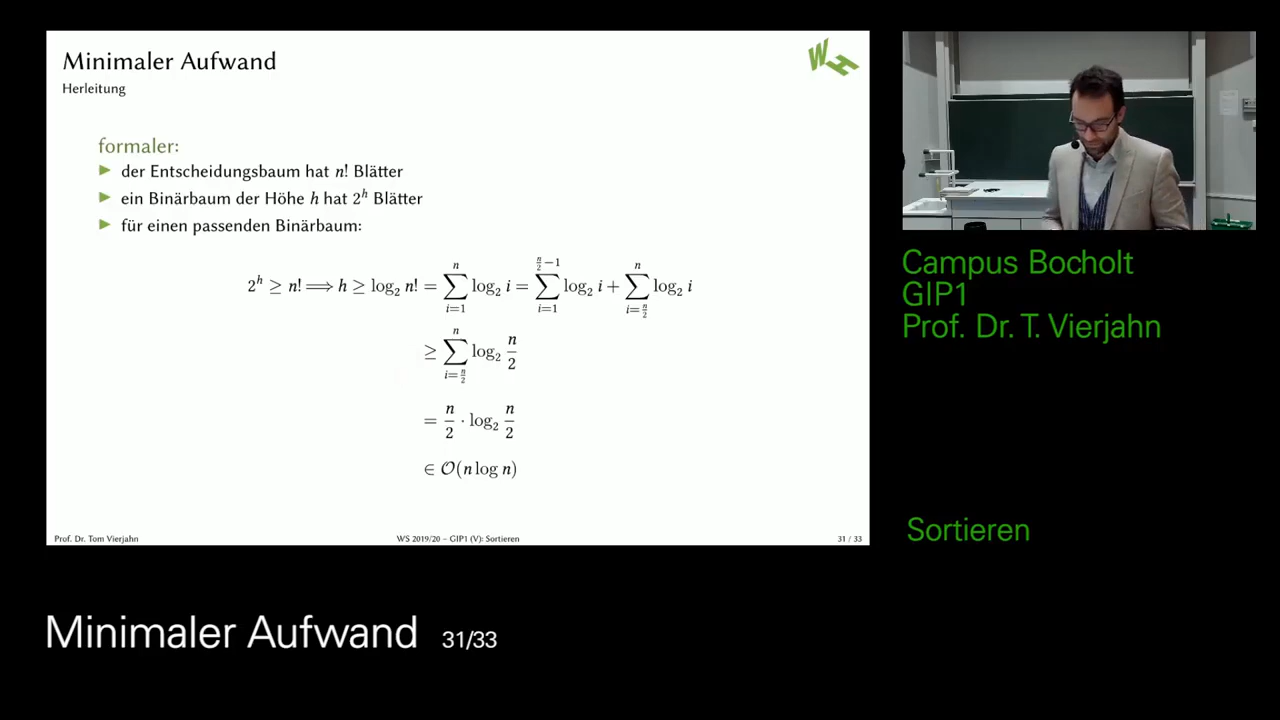 Minimaler Aufwand
Herleitung
WH
formaler:
▶ der Entscheidungsbaum hat n! Blätter
▶ ein Binärbaum der Höhe h hat 2^h Blätter
▶ für einen passenden Binärbaum:
2^h ≥ n! ⟹ h ≥ log₂ n! = ∑_{i=1}^{n} log₂ i = ∑_{i=1}^{n/2−1} log₂ i + ∑_{i=n/2}^{n} log₂ i
≥ ∑_{i=n/2}^{n} log₂ n/2
= n/2 · log₂ n/2
∈ O(n log n)
Prof. Dr. Tom Vierjahn WS 2019/20 – GIP1 (V): Sortieren 31 / 33
Campus Bocholt
GIP1
Prof. Dr. T. Vierjahn
Sortieren
Minimaler Aufwand 31/33